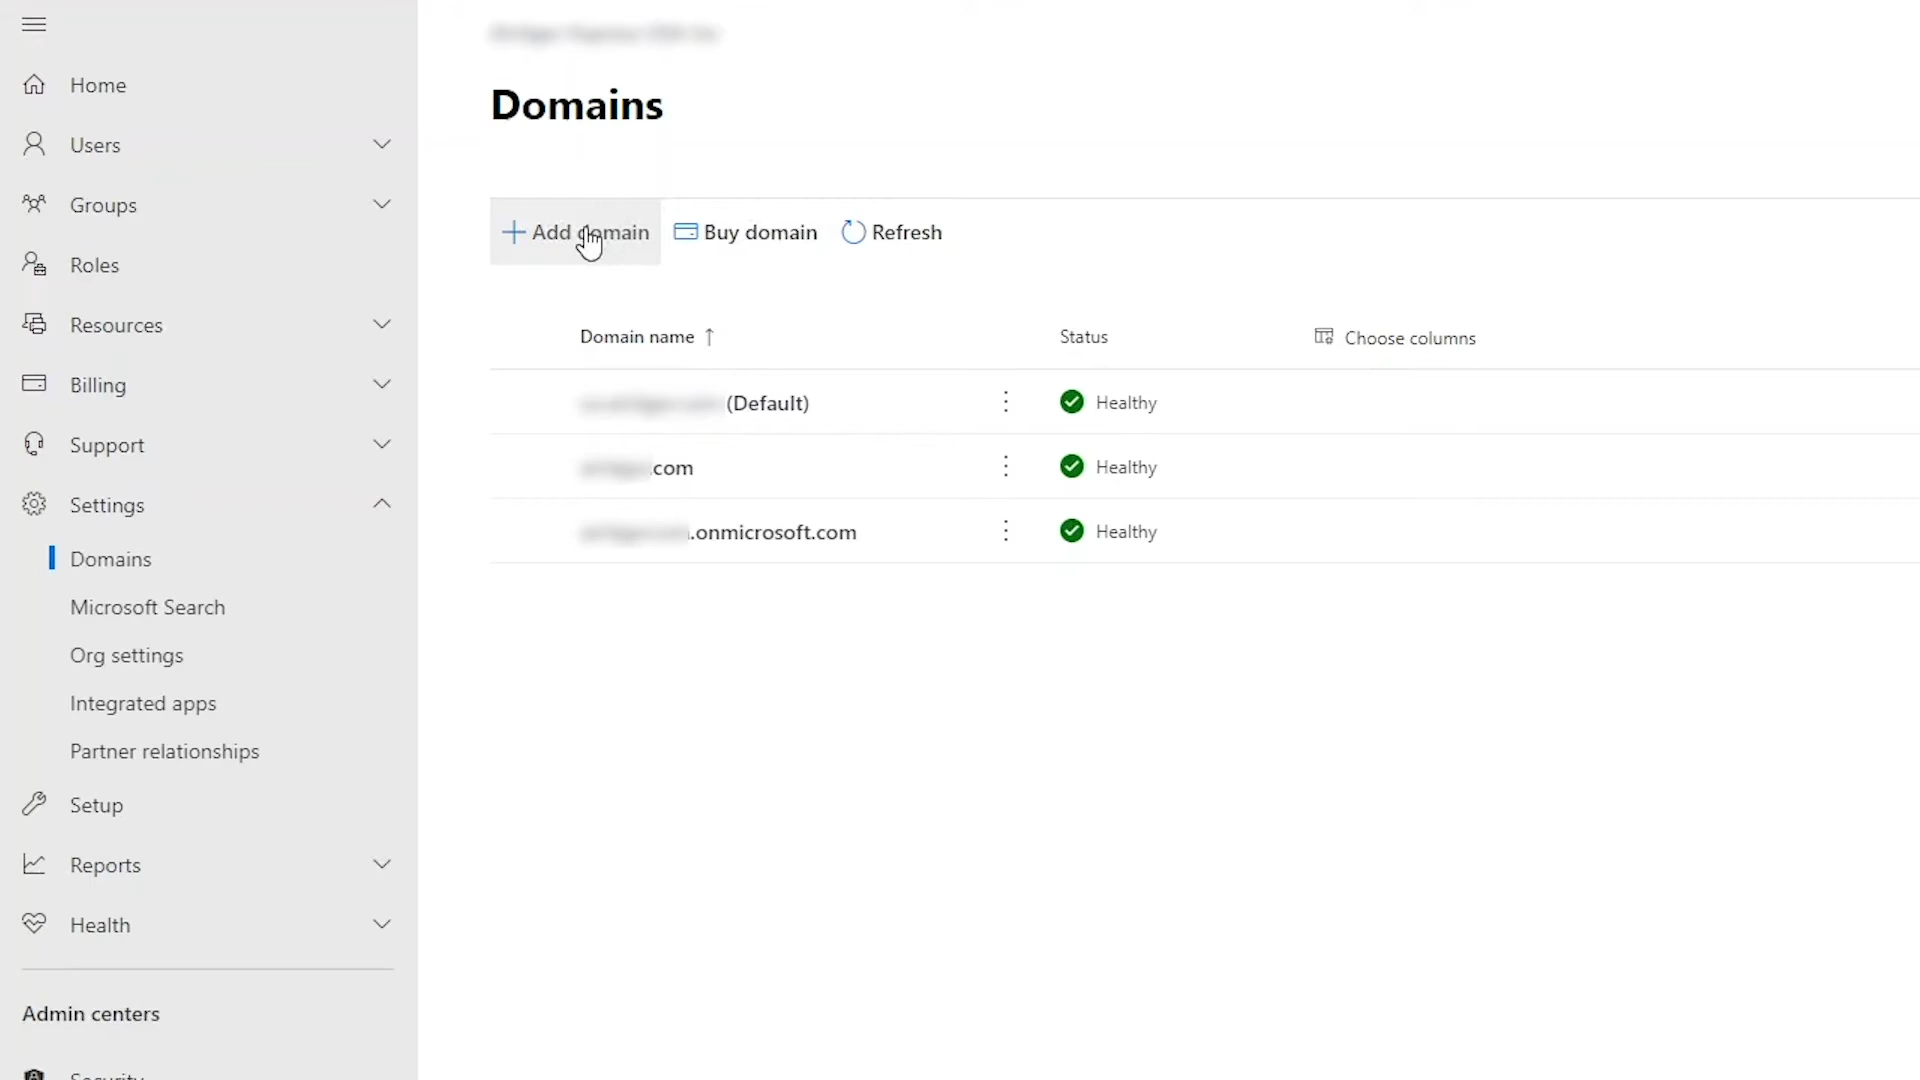 Home
Users
Groups
Roles
Resources
Billing
Support
Settings
Domains
Microsoft Search
Org settings
Integrated apps
Partner relationships
Setup
Reports
Health
Admin centers
Security
Domains
Add domain
Buy domain
Refresh
Domain name ↑
Status
Choose columns
(Default)
Healthy
.com
Healthy
.onmicrosoft.com
Healthy